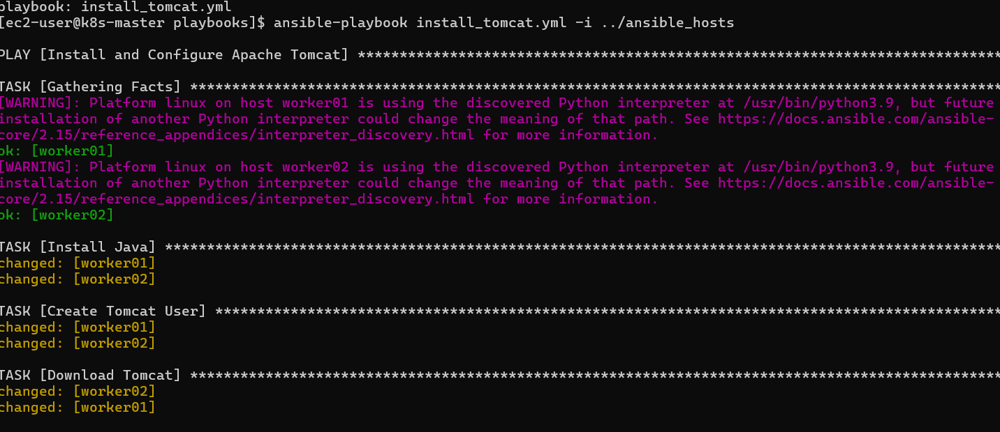 playbook: install_tomcat.yml
[ec2-user@k8s-master playbooks]$ ansible-playbook install_tomcat.yml -i ../ansible_hosts
PLAY [Install and Configure Apache Tomcat] *****************************************************************************
TASK [Gathering Facts] *************************************************************************************************
[WARNING]: Platform linux on host worker01 is using the discovered Python interpreter at /usr/bin/python3.9, but future
installation of another Python interpreter could change the meaning of that path. See https://docs.ansible.com/ansible-
core/2.15/reference_appendices/interpreter_discovery.html for more information.
ok: [worker01]
[WARNING]: Platform linux on host worker02 is using the discovered Python interpreter at /usr/bin/python3.9, but future
installation of another Python interpreter could change the meaning of that path. See https://docs.ansible.com/ansible-
core/2.15/reference_appendices/interpreter_discovery.html for more information.
ok: [worker02]
TASK [Install Java] ****************************************************************************************************
changed: [worker01]
changed: [worker02]
TASK [Create Tomcat User] **********************************************************************************************
changed: [worker01]
changed: [worker02]
TASK [Download Tomcat] *************************************************************************************************
changed: [worker02]
changed: [worker01]